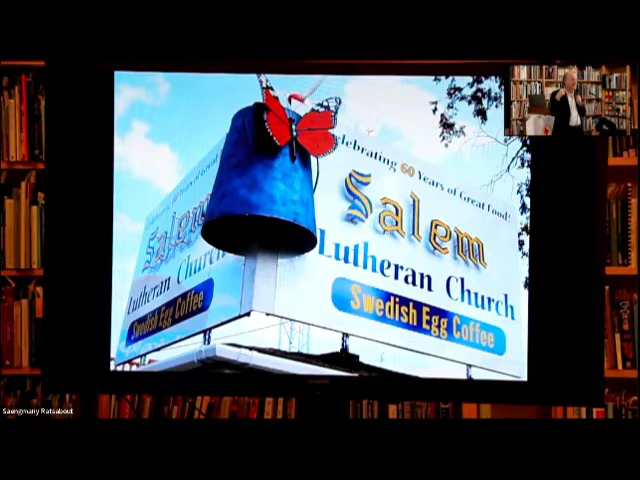 Celebrating 60 Years of Great Food!
Salem
Lutheran Church
Swedish Egg Coffee
Salem
Lutheran Church
Swedish Egg Coffee
Saengmany Ratsabout